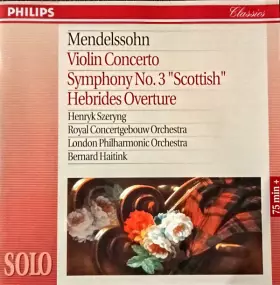 PHILIPS
Classics
Mendelssohn
Violin Concerto
Symphony No. 3 "Scottish"
Hebrides Overture
Henryk Szeryng
Royal Concertgebouw Orchestra
London Philharmonic Orchestra
Bernard Haitink
75 min +
SOLO